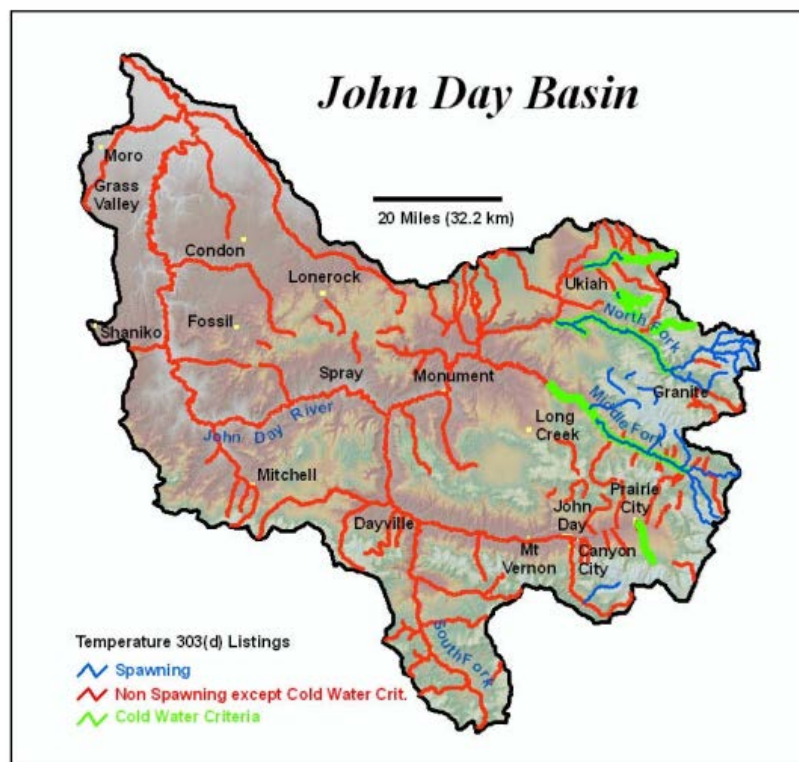 John Day Basin
20 Miles (32.2 km)
Moro
Grass
Valley
Condon
Lonerock
Ukiah
Shaniko
Fossil
North Fork
Spray
Monument
Granite
Middle Fork
John Day River
Long
Creek
Mitchell
Prairie
City
John
Day
Dayville
Mt
Vernon
Canyon
City
South Fork
Temperature 303(d) Listings
Spawning
Non Spawning except Cold Water Crit.
Cold Water Criteria